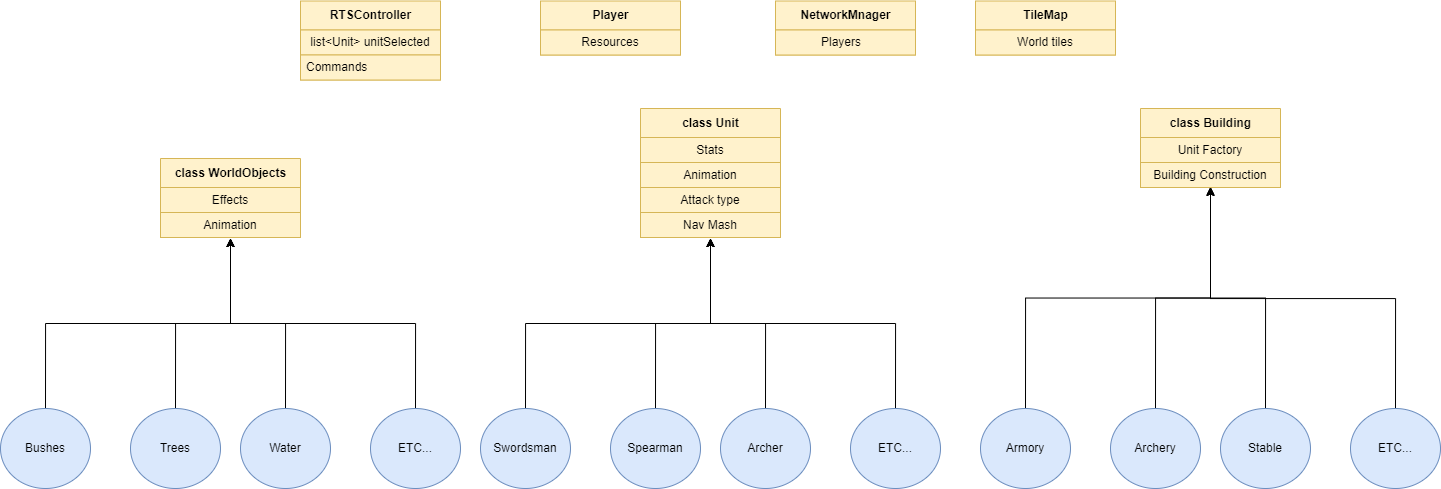 RTSController
list<Unit> unitSelected
Commands
Player
Resources
NetworkMnager
Players
TileMap
World tiles
class WorldObjects
Effects
Animation
class Unit
Stats
Animation
Attack type
Nav Mash
class Building
Unit Factory
Building Construction
Bushes
Trees
Water
ETC...
Swordsman
Spearman
Archer
ETC...
Armory
Archery
Stable
ETC...